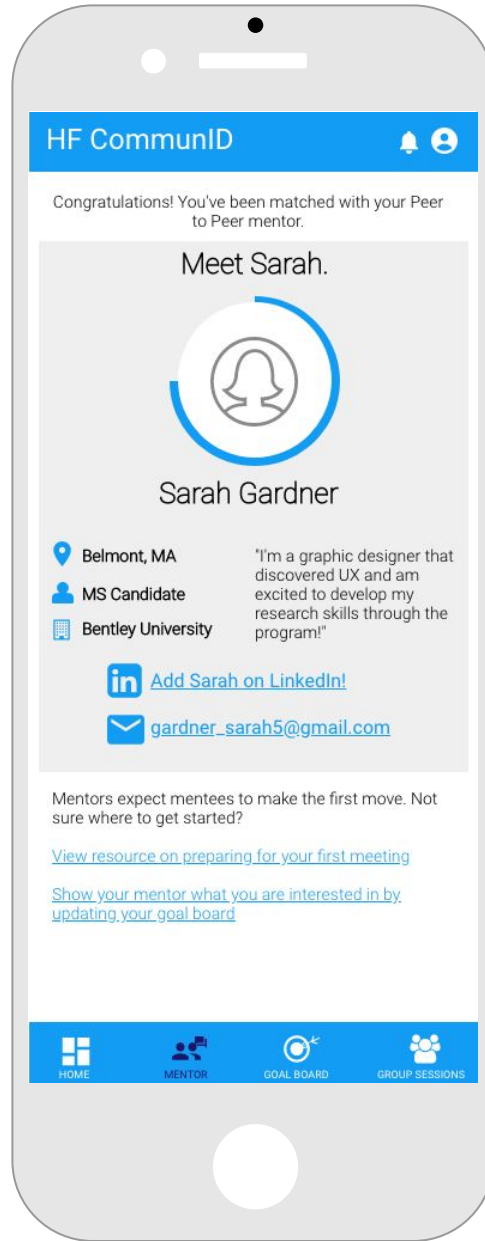 HF CommunID
Congratulations! You've been matched with your Peer
to Peer mentor.
Meet Sarah.
Sarah Gardner
Belmont, MA
MS Candidate
Bentley University
"I'm a graphic designer that
discovered UX and am
excited to develop my
research skills through the
program!"
in Add Sarah on LinkedIn!
gardner_sarah5@gmail.com
Mentors expect mentees to make the first move. Not
sure where to get started?
View resource on preparing for your first meeting
Show your mentor what you are interested in by
updating your goal board
HOME MENTOR GOAL BOARD GROUP SESSIONS